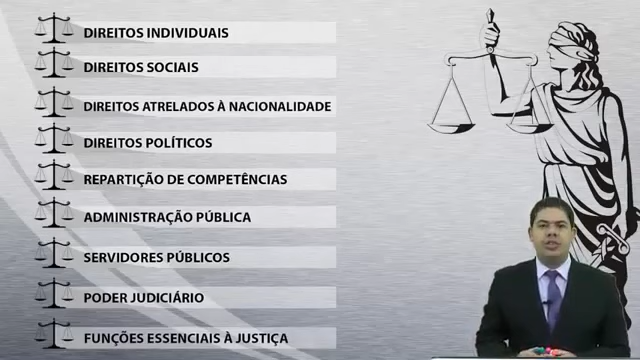 DIREITOS INDIVIDUAIS
DIREITOS SOCIAIS
DIREITOS ATRELADOS À NACIONALIDADE
DIREITOS POLÍTICOS
REPARTIÇÃO DE COMPETÊNCIAS
ADMINISTRAÇÃO PÚBLICA
SERVIDORES PÚBLICOS
PODER JUDICIÁRIO
FUNÇÕES ESSENCIAIS À JUSTIÇA